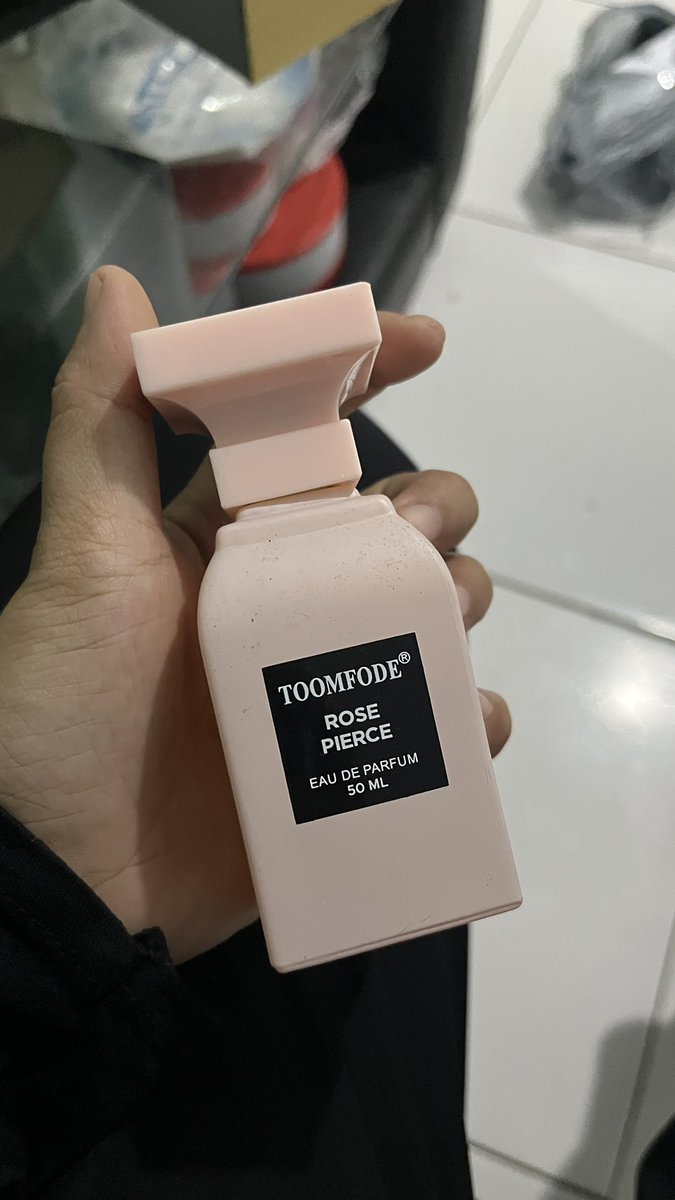 TOOMFODE®
ROSE
PIERCE
EAU DE PARFUM
50 ML